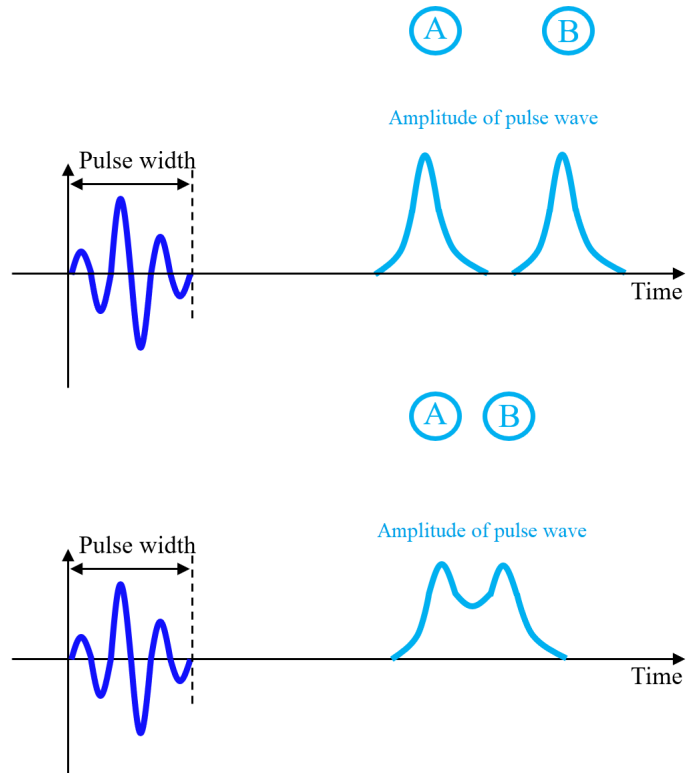 A B
Amplitude of pulse wave
Pulse width
Time
A B
Amplitude of pulse wave
Pulse width
Time